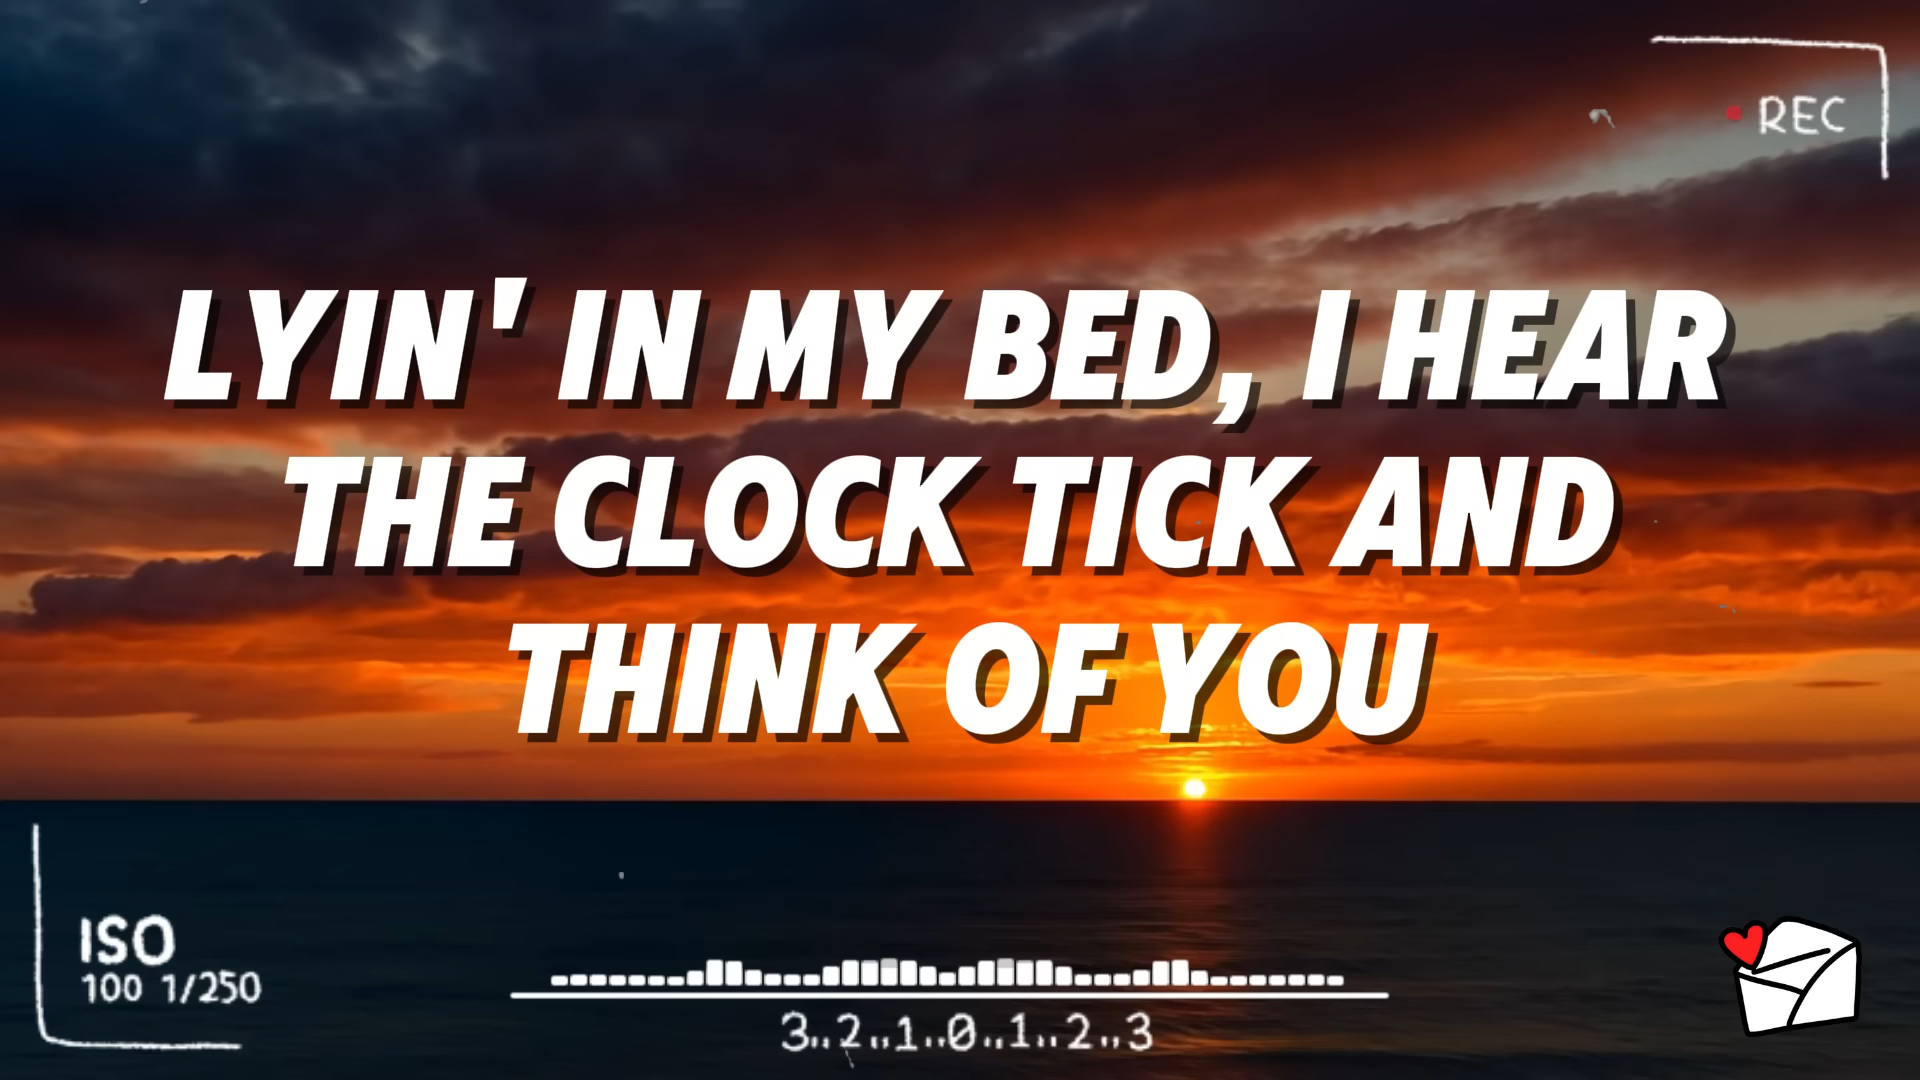 REC
LYIN' IN MY BED, I HEAR
THE CLOCK TICK AND
THINK OF YOU
ISO
100 1/250
3..2..1..0..1..2..3